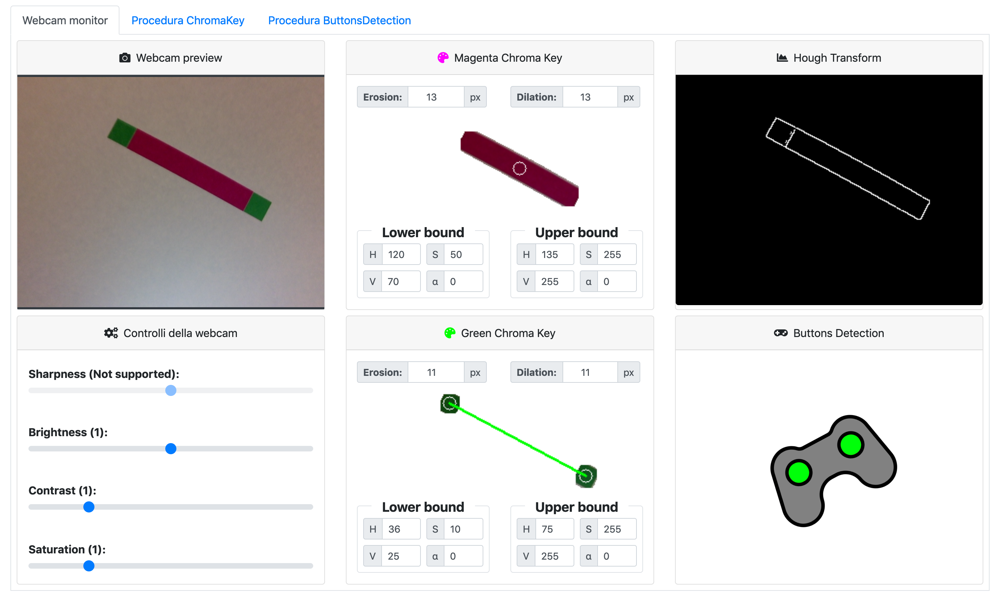 Webcam monitor
Procedura ChromaKey
Procedura ButtonsDetection
Webcam preview
Magenta Chroma Key
Erosion: 13 px
Dilation: 13 px
Lower bound
H 120 S 50
V 70 α 0
Upper bound
H 135 S 255
V 255 α 0
Hough Transform
Controlli della webcam
Sharpness (Not supported):
Brightness (1):
Contrast (1):
Saturation (1):
Green Chroma Key
Erosion: 11 px
Dilation: 11 px
Lower bound
H 36 S 10
V 25 α 0
Upper bound
H 75 S 255
V 255 α 0
Buttons Detection